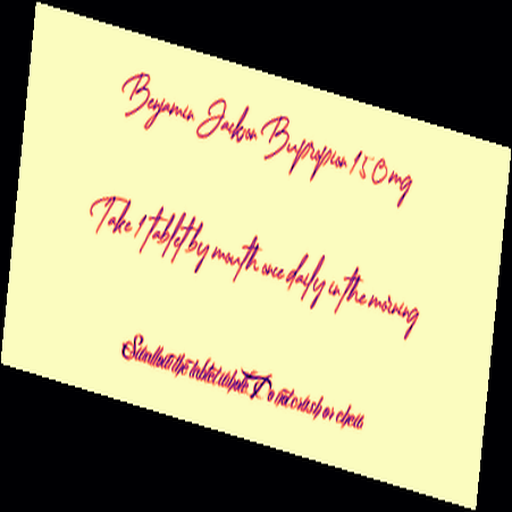 Benjamin Jackson Bupropion 150mg
Take 1 tablet by mouth once daily in the morning
Swallow the tablet whole. Do not crush or chew